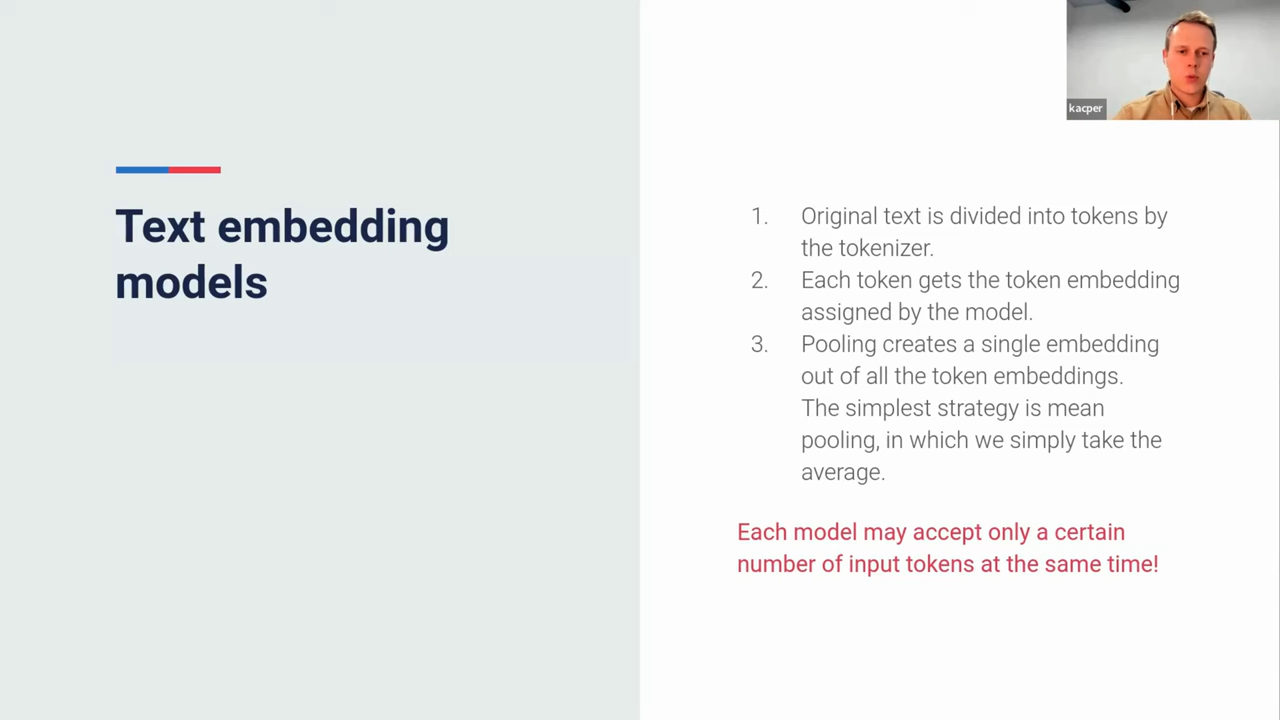 kacper
Text embedding
models
1. Original text is divided into tokens by
the tokenizer.
2. Each token gets the token embedding
assigned by the model.
3. Pooling creates a single embedding
out of all the token embeddings.
The simplest strategy is mean
pooling, in which we simply take the
average.
Each model may accept only a certain
number of input tokens at the same time!